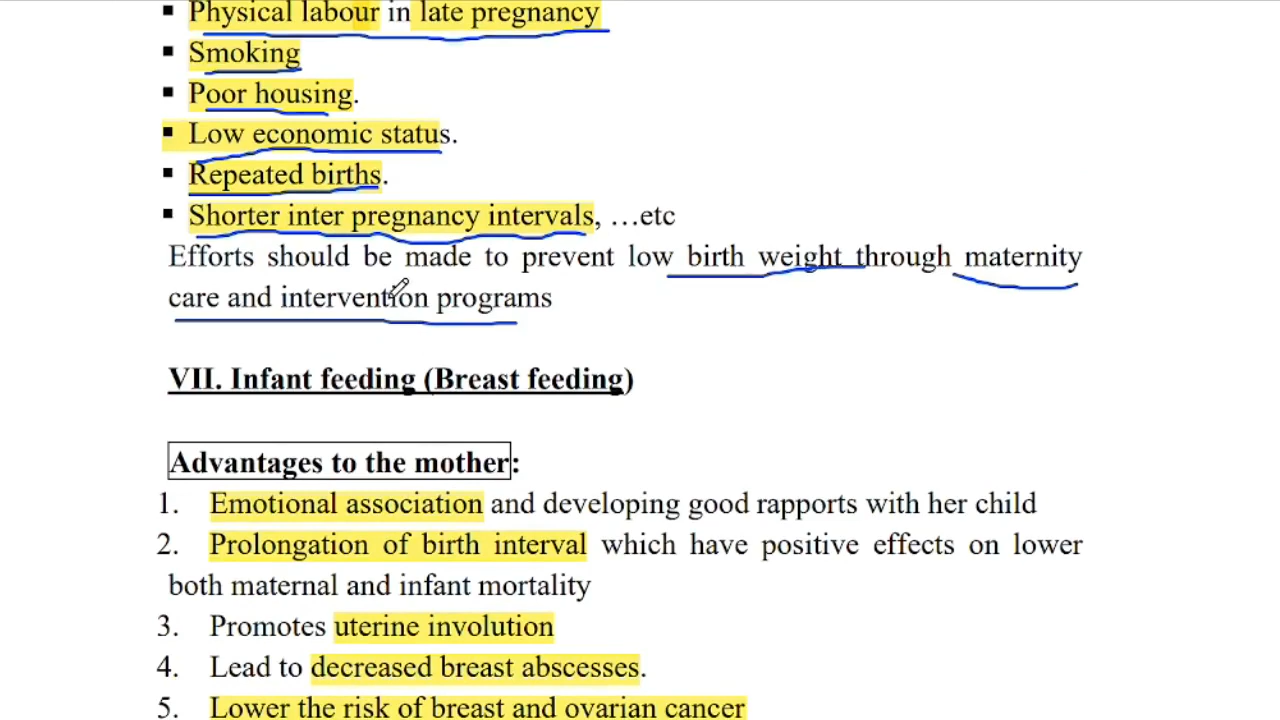 ▪ Physical labour in late pregnancy
▪ Smoking
▪ Poor housing.
▪ Low economic status.
▪ Repeated births.
▪ Shorter inter pregnancy intervals, …etc
Efforts should be made to prevent low birth weight through maternity
care and intervention programs
VII. Infant feeding (Breast feeding)
Advantages to the mother:
1. Emotional association and developing good rapports with her child
2. Prolongation of birth interval which have positive effects on lower
both maternal and infant mortality
3. Promotes uterine involution
4. Lead to decreased breast abscesses.
5. Lower the risk of breast and ovarian cancer